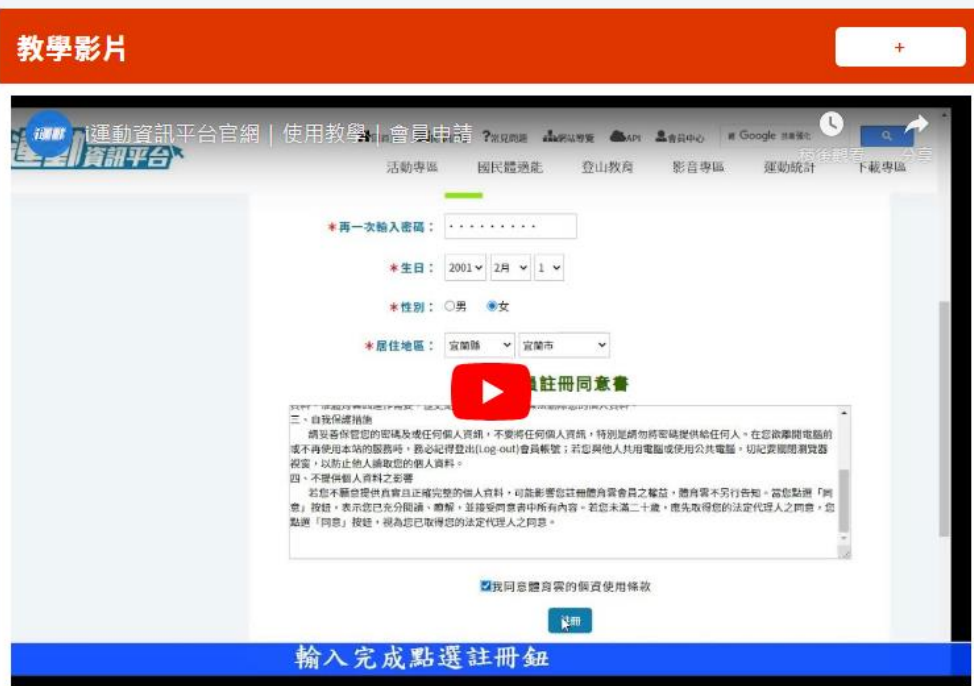 教學影片
+
i運動資訊平台官網 | 使用教學 | 會員申請
常見問題 網站導覽 API 會員中心 Google
稍後觀看 分享
運動資訊平台
活動專區 國民體適能 登山教育 影音專區 運動統計 下載專區
*再一次輸入密碼： · · · · · · · · ·
*生日： 2001 2月 1
*性別： 男 女
*居住地區： 宜蘭縣 宜蘭市
員註冊同意書
三、自我保護措施
請妥善保管您的密碼及或任何個人資訊，不要將任何個人資訊，特別是請勿將密碼提供給任何人。在您欲離開電腦前
或不再使用本站的服務時，務必記得登出(Log-out)會員帳號；若您與他人共用電腦或使用公共電腦，切記要關閉瀏覽器
視窗，以防止他人讀取您的個人資料。
四、不提供個人資料之影響
若您不願意提供真實且正確完整的個人資料，可能影響您註冊體育雲會員之權益，體育雲不另行告知。當您點選「同
意」按鈕，表示您已充分閱讀、瞭解，並接受同意書中所有內容。若您未滿二十歲，應先取得您的法定代理人之同意，您
點選「同意」按鈕，視為您已取得您的法定代理人之同意。
我同意體育雲的個資使用條款
註冊
輸入完成點選註冊鈕